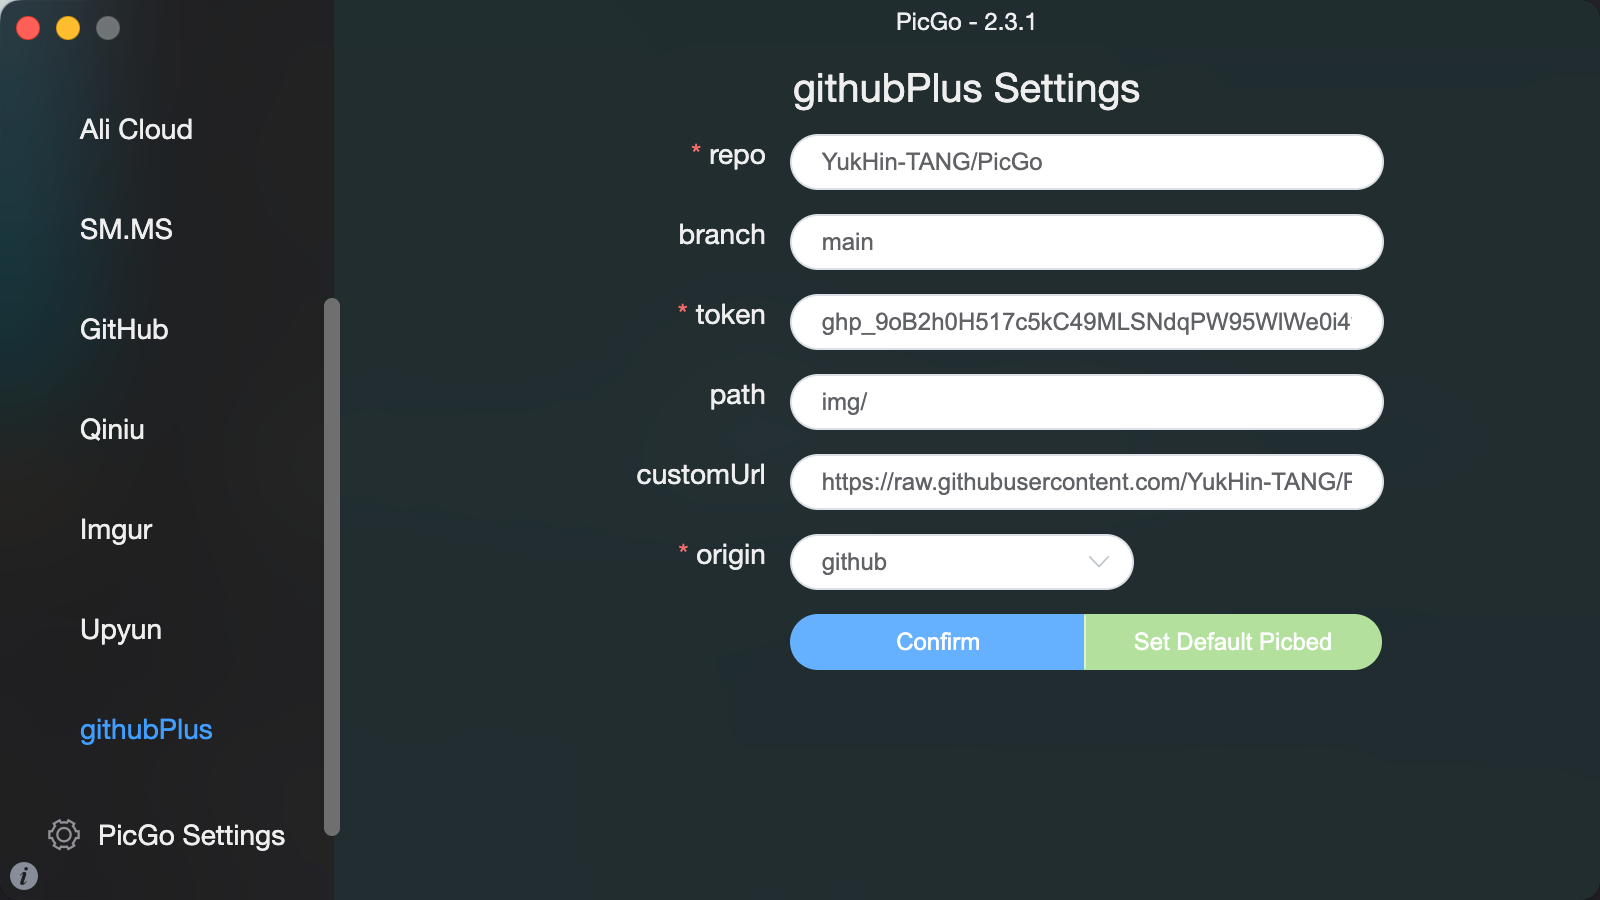 PicGo - 2.3.1
Ali Cloud
SM.MS
GitHub
Qiniu
Imgur
Upyun
githubPlus
PicGo Settings
githubPlus Settings
* repo
YukHin-TANG/PicGo
branch
main
* token
path
img/
customUrl
https://raw.githubusercontent.com/YukHin-TANG/
* origin
github
Confirm
Set Default Picbed